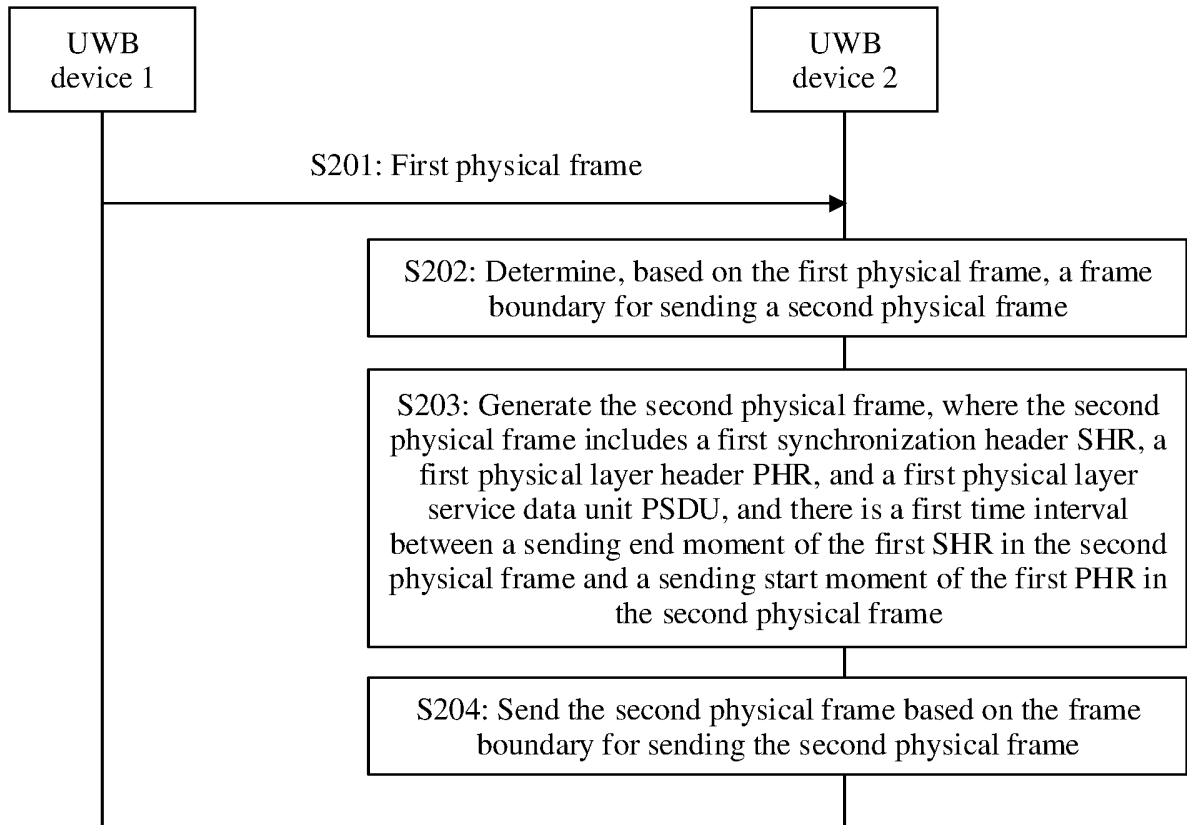 UWB
device 1
UWB
device 2
S201: First physical frame
S202: Determine, based on the first physical frame, a frame
boundary for sending a second physical frame
S203: Generate the second physical frame, where the second
physical frame includes a first synchronization header SHR, a
first physical layer header PHR, and a first physical layer
service data unit PSDU, and there is a first time interval
between a sending end moment of the first SHR in the second
physical frame and a sending start moment of the first PHR in
the second physical frame
S204: Send the second physical frame based on the frame
boundary for sending the second physical frame